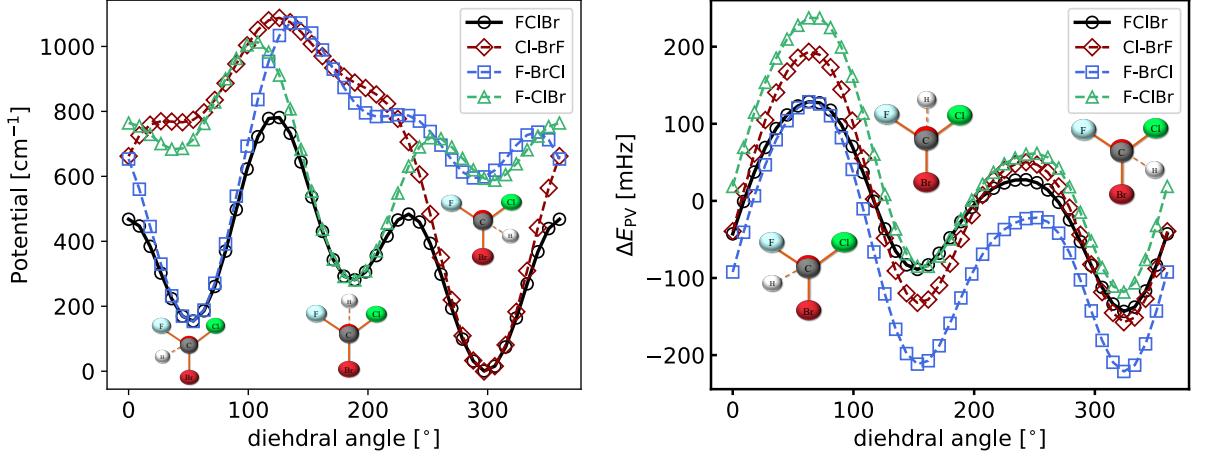 Potential [cm⁻¹]
1000
800
600
400
200
0
0
100
200
300
diehdral angle [°]
FClBr
Cl-BrF
F-BrCl
F-ClBr
F
Cl
C
H
Br
F
Cl
H
C
Br
H
F
Cl
C
Br
ΔE_PV [mHz]
200
100
0
−100
−200
0
100
200
300
diehdral angle [°]
FClBr
Cl-BrF
F-BrCl
F-ClBr
H
F
Cl
C
Br
F
Cl
C
H
Br
F
Cl
C
H
Br